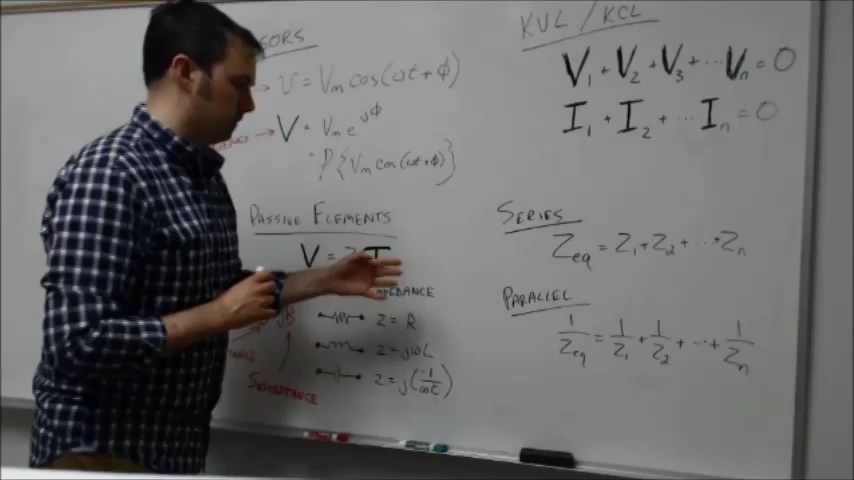 SORS
v = Vm cos(ωt + ϕ)
V = Vm e^jϕ
= P{Vm cos(ωt+ϕ)}
PASSIVE ELEMENTS
V = Z I
IMPEDANCE
Z = R
Z = jωL
Z = j(-1/ωC)
jB
SUSCEPTANCE
KVL / KCL
V1 + V2 + V3 + ... Vn = 0
I1 + I2 + ... In = 0
SERIES
Zeq = Z1 + Z2 + ... + Zn
PARALLEL
1/Zeq = 1/Z1 + 1/Z2 + ... + 1/Zn